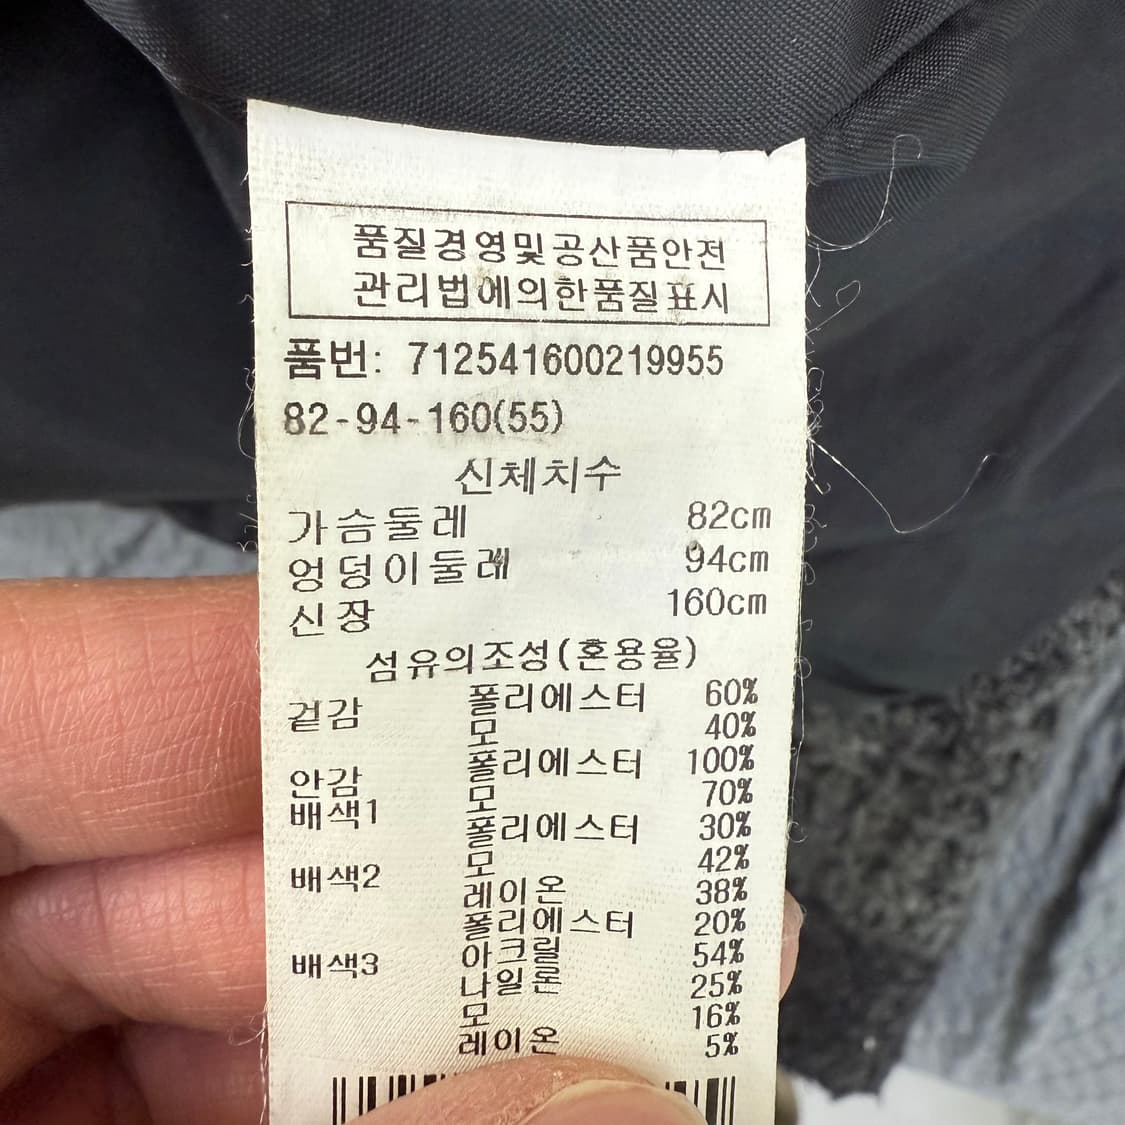 품질경영및공산품안전
관리법에의한품질표시
품번: 712541600219955
82-94-160(55)
신체치수
가슴둘레 82cm
엉덩이둘레 94cm
신장 160cm
섬유의조성(혼용율)
겉감 폴리에스터 60%
모 40%
안감 폴리에스터 100%
배색1 모 70%
폴리에스터 30%
배색2 모 42%
레이온 38%
폴리에스터 20%
배색3 아크릴 54%
나일론 25%
모 16%
레이온 5%